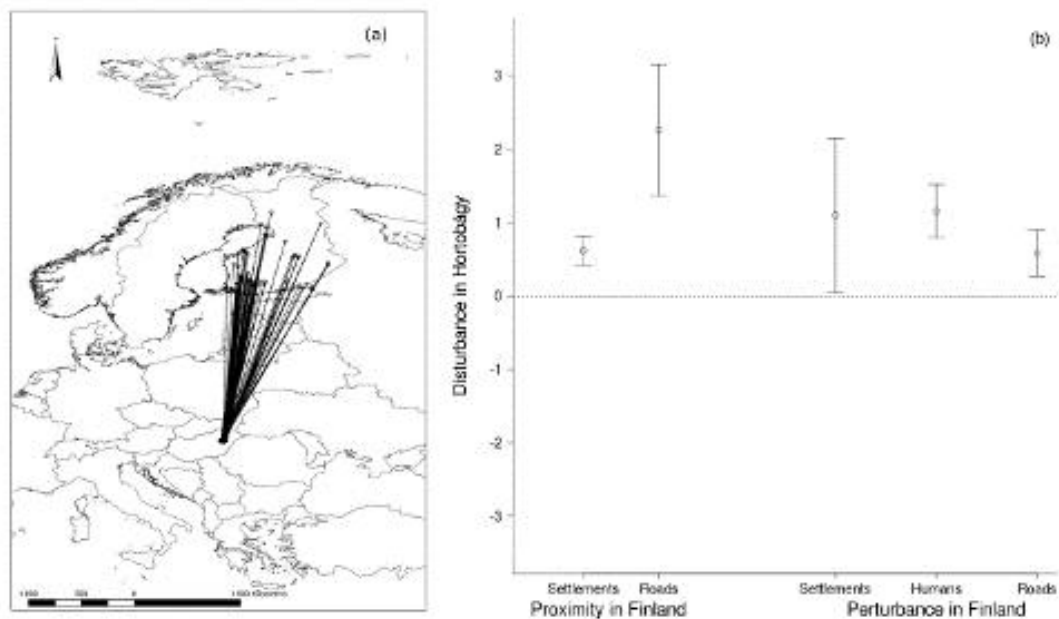 (a)
(b)
3
2
1
0
-1
-2
-3
Disturbance in Hortobágy
Settlements Roads Settlements Humans Roads
Proximity in Finland Perturbance in Finland